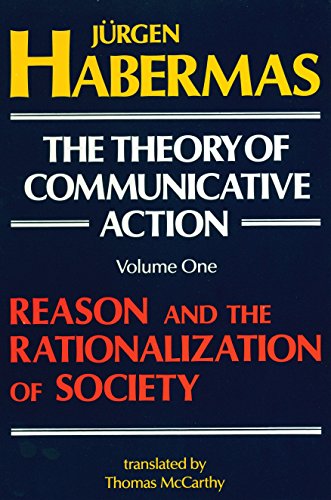 JÜRGEN
HABERMAS
THE THEORY OF
COMMUNICATIVE
ACTION
Volume One
REASON AND THE
RATIONALIZATION
OF SOCIETY
translated by
Thomas McCarthy